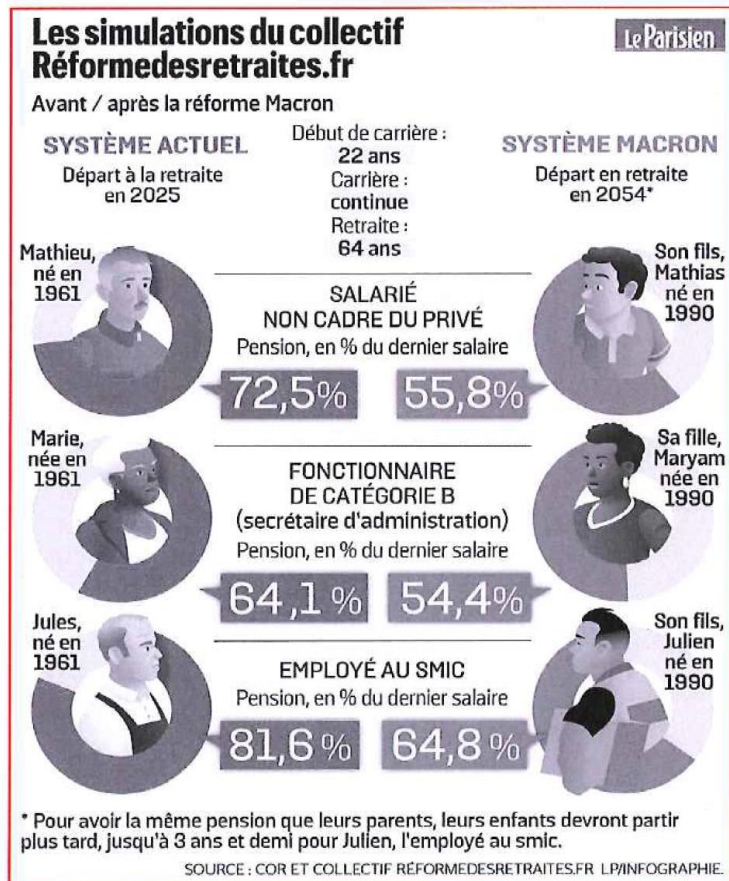 Les simulations du collectif
Réformedesretraites.fr
Le Parisien
Avant / après la réforme Macron
SYSTÈME ACTUEL
Départ à la retraite
en 2025
Début de carrière :
22 ans
Carrière :
continue
Retraite :
64 ans
SYSTÈME MACRON
Départ en retraite
en 2054*
Mathieu,
né en
1961
SALARIÉ
NON CADRE DU PRIVÉ
Pension, en % du dernier salaire
72,5%
55,8%
Son fils,
Mathias
né en
1990
Marie,
née en
1961
FONCTIONNAIRE
DE CATÉGORIE B
(secrétaire d'administration)
Pension, en % du dernier salaire
64,1 %
54,4%
Sa fille,
Maryam
née en
1990
Jules,
né en
1961
EMPLOYÉ AU SMIC
Pension, en % du dernier salaire
81,6 %
64,8 %
Son fils,
Julien
né en
1990
* Pour avoir la même pension que leurs parents, leurs enfants devront partir
plus tard, jusqu'à 3 ans et demi pour Julien, l'employé au smic.
SOURCE : COR ET COLLECTIF RÉFORMEDESRETRAITES.FR LP/INFOGRAPHIE.